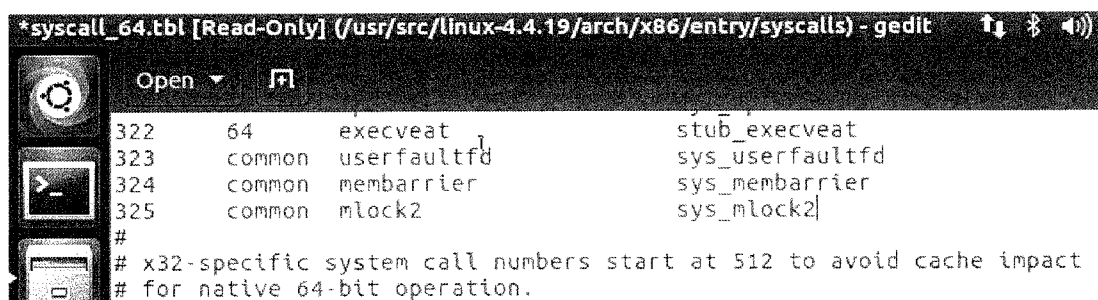 *syscall_64.tbl [Read-Only] (/usr/src/linux-4.4.19/arch/x86/entry/syscalls) - gedit
Open
322 64 execveat stub_execveat
323 common userfaultfd sys_userfaultfd
324 common membarrier sys_membarrier
325 common mlock2 sys_mlock2
#
# x32-specific system call numbers start at 512 to avoid cache impact
# for native 64-bit operation.